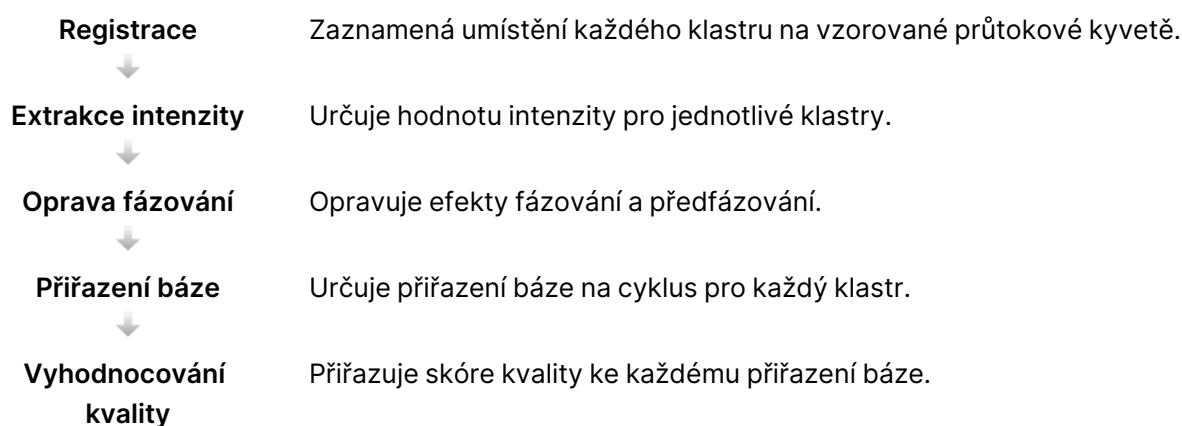 Registrace Zaznamená umístění každého klastru na vzorované průtokové kyvetě.
Extrakce intenzity Určuje hodnotu intenzity pro jednotlivé klastry.
Oprava fázování Opravuje efekty fázování a předfázování.
Přiřazení báze Určuje přiřazení báze na cyklus pro každý klastr.
Vyhodnocování Přiřazuje skóre kvality ke každému přiřazení báze.
kvality